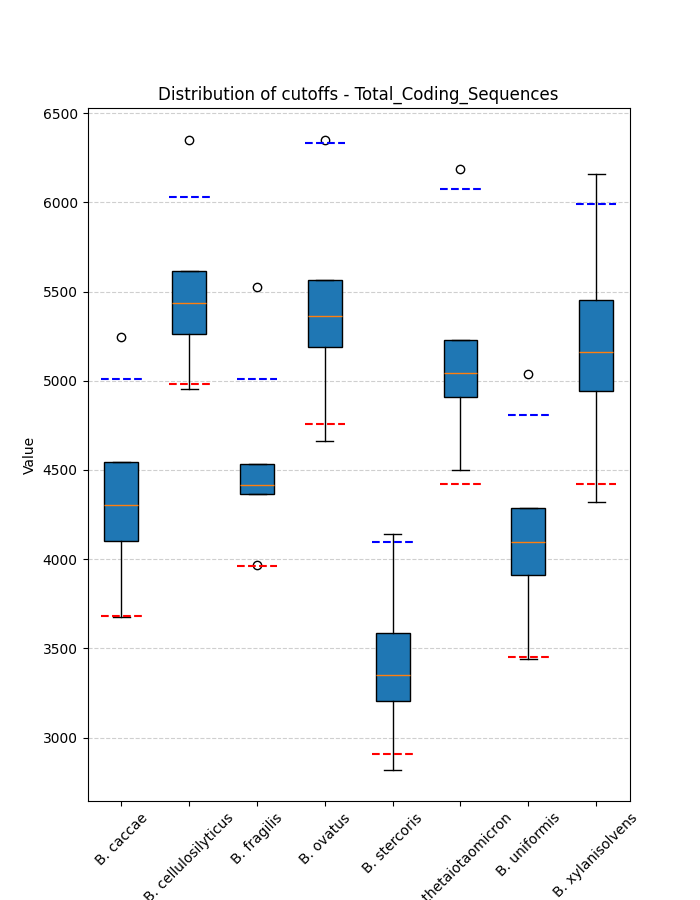 Distribution of cutoffs - Total_Coding_Sequences
Value
6500
6000
5500
5000
4500
4000
3500
3000
B. caccae
B. cellulosilyticus
B. fragilis
B. ovatus
B. stercoris
thetaiotaomicron
B. uniformis
B. xylanisolvens